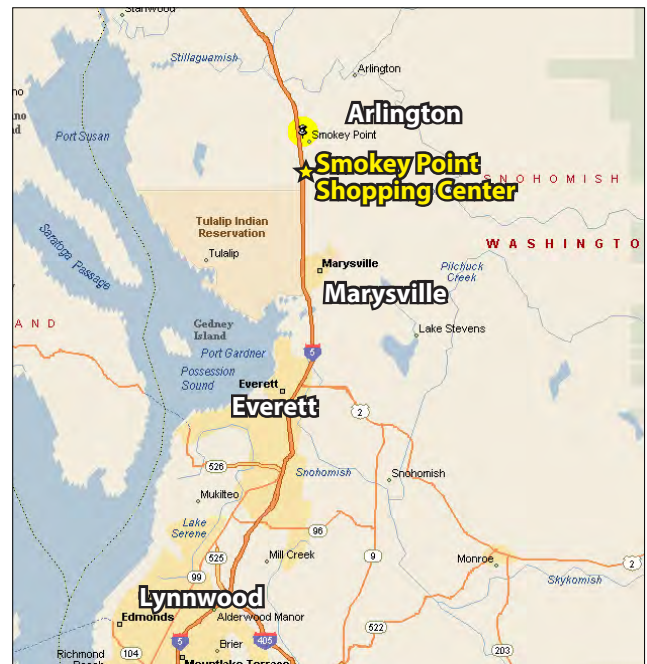 Stanwood
Stillaguamish
Arlington
Arlington
Port Susan
Smokey Point
Smokey Point
Shopping Center
SNOHOMISH
WASHINGTO
Tulalip Indian
Reservation
Tulalip
Saratoga
Passage
Marysville
Marysville
Pilchuck
Creek
AND
Gedney
Island
Lake Stevens
5
Port Gardner
Possession
Sound
Everett
Everett
2
526
Snohomish
Snohomish
Mukilteo
Lake
Serene
96
525
Mill Creek
9
Monroe
2
99
Skykomish
Lynnwood
Edmonds
Alderwood Manor
522
5
405
Brier
Richmond
104
203
Mountlake Terrace